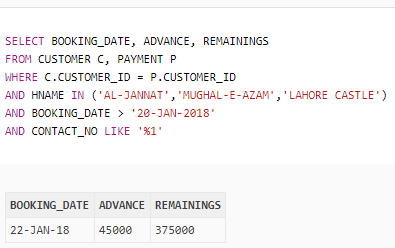 SELECT BOOKING_DATE, ADVANCE, REMAININGS
FROM CUSTOMER C, PAYMENT P
WHERE C.CUSTOMER_ID = P.CUSTOMER_ID
AND HNAME IN ('AL-JANNAT','MUGHAL-E-AZAM','LAHORE CASTLE')
AND BOOKING_DATE > '20-JAN-2018'
AND CONTACT_NO LIKE '%1'
BOOKING_DATE ADVANCE REMAININGS
22-JAN-18 45000 375000